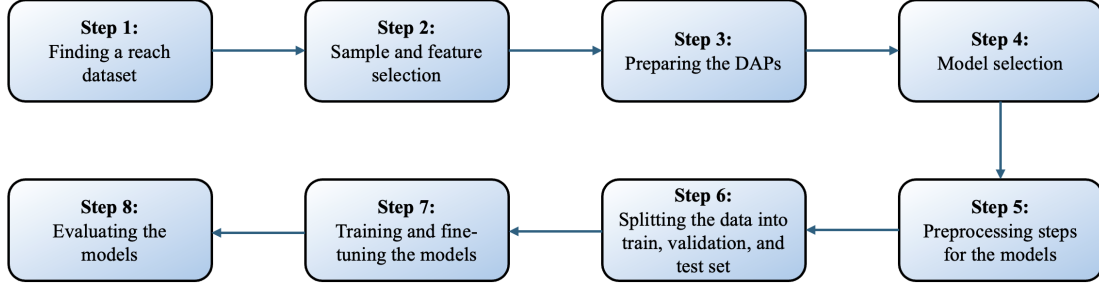 Step 1:
Finding a reach
dataset
Step 2:
Sample and feature
selection
Step 3:
Preparing the DAPs
Step 4:
Model selection
Step 5:
Preprocessing steps
for the models
Step 6:
Splitting the data into
train, validation, and
test set
Step 7:
Training and fine-
tuning the models
Step 8:
Evaluating the
models